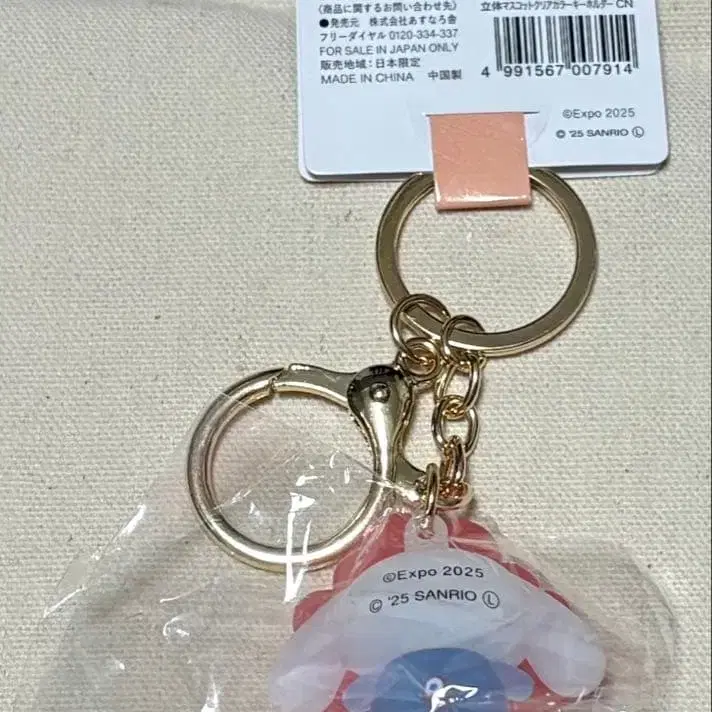 〈商品に関するお問い合わせ先〉
●発売元 株式会社あすなろ舎
フリーダイヤル 0120-334-337
FOR SALE IN JAPAN ONLY
販売地域:日本限定
MADE IN CHINA 中国製
立体マスコットクリアカラーキーホルダー CN
4 991567 007914
©Expo 2025
© '25 SANRIO Ⓛ
©Expo 2025
© '25 SANRIO Ⓛ